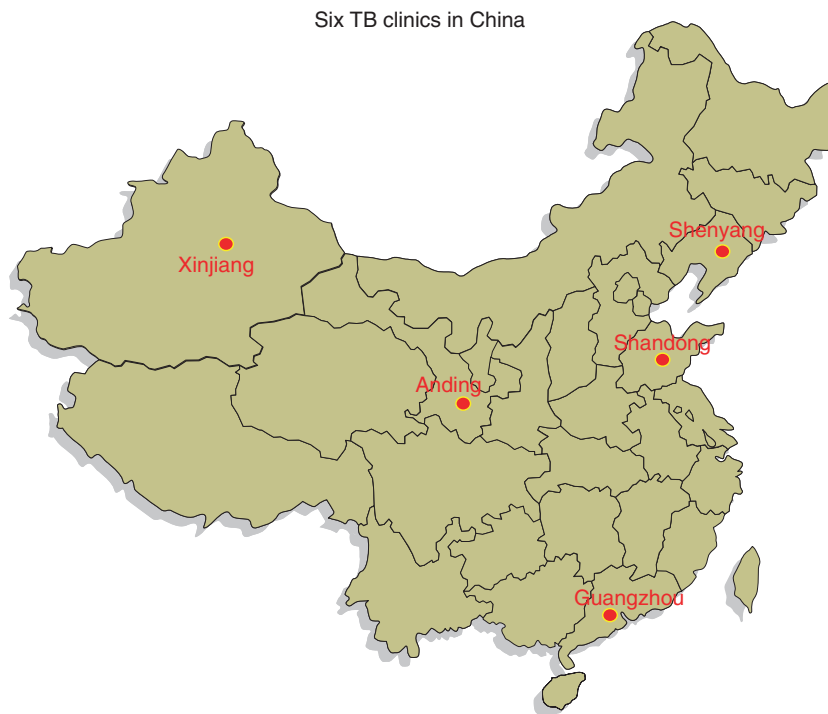 Six TB clinics in China
Shenyang
Xinjiang
Shandong
Anding
Guangzhou